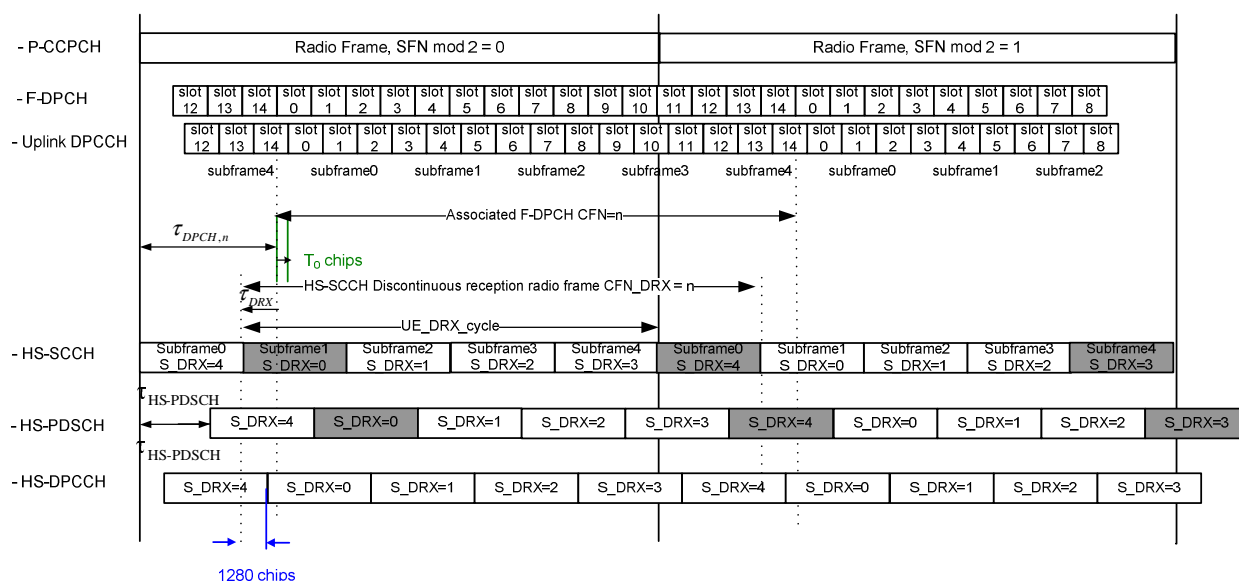 - P-CCPCH
Radio Frame, SFN mod 2 = 0
Radio Frame, SFN mod 2 = 1
- F-DPCH
slot 12 slot 13 slot 14 slot 0 slot 1 slot 2 slot 3 slot 4 slot 5 slot 6 slot 7 slot 8 slot 9 slot 10 slot 11 slot 12 slot 13 slot 14 slot 0 slot 1 slot 2 slot 3 slot 4 slot 5 slot 6 slot 7 slot 8
- Uplink DPCCH
slot 12 slot 13 slot 14 slot 0 slot 1 slot 2 slot 3 slot 4 slot 5 slot 6 slot 7 slot 8 slot 9 slot 10 slot 11 slot 12 slot 13 slot 14 slot 0 slot 1 slot 2 slot 3 slot 4 slot 5 slot 6 slot 7 slot 8
subframe4 subframe0 subframe1 subframe2 subframe3 subframe4 subframe0 subframe1 subframe2
Associated F-DPCH CFN=n
τDPCH,n
T0 chips
HS-SCCH Discontinuous reception radio frame CFN_DRX = n
τDRX
UE_DRX_cycle
- HS-SCCH
Subframe0 Subframe1 Subframe2 Subframe3 Subframe4 Subframe0 Subframe1 Subframe2 Subframe3 Subframe4
S_DRX=4 S_DRX=0 S_DRX=1 S_DRX=2 S_DRX=3 S_DRX=4 S_DRX=0 S_DRX=1 S_DRX=2 S_DRX=3
τHS-PDSCH
- HS-PDSCH
S_DRX=4 S_DRX=0 S_DRX=1 S_DRX=2 S_DRX=3 S_DRX=4 S_DRX=0 S_DRX=1 S_DRX=2 S_DRX=3
τHS-PDSCH
- HS-DPCCH
S_DRX=4 S_DRX=0 S_DRX=1 S_DRX=2 S_DRX=3 S_DRX=4 S_DRX=0 S_DRX=1 S_DRX=2 S_DRX=3
1280 chips